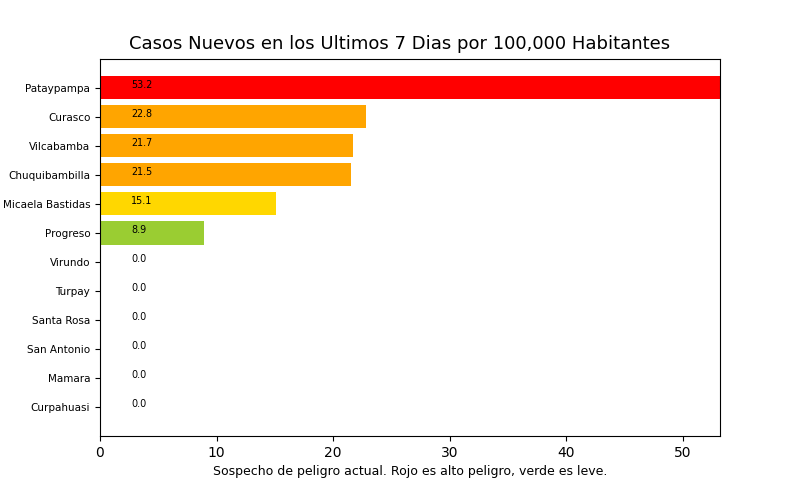 Casos Nuevos en los Ultimos 7 Dias por 100,000 Habitantes
Pataypampa 53.2
Curasco 22.8
Vilcabamba 21.7
Chuquibambilla 21.5
Micaela Bastidas 15.1
Progreso 8.9
Virundo 0.0
Turpay 0.0
Santa Rosa 0.0
San Antonio 0.0
Mamara 0.0
Curpahuasi 0.0
0 10 20 30 40 50
Sospecho de peligro actual. Rojo es alto peligro, verde es leve.